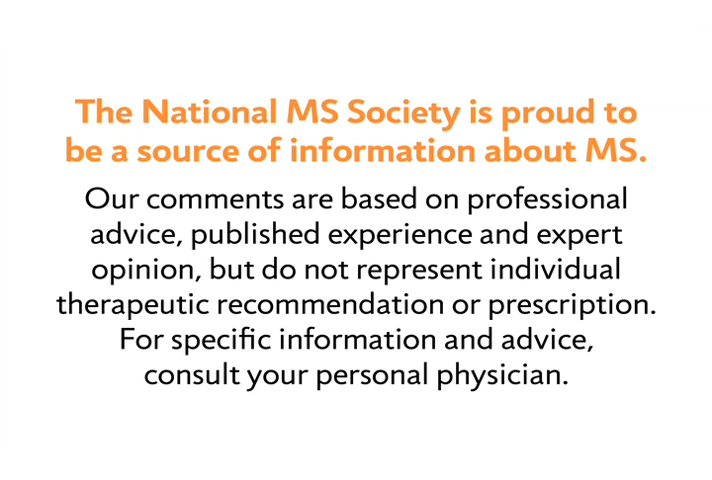 The National MS Society is proud to
be a source of information about MS.
Our comments are based on professional
advice, published experience and expert
opinion, but do not represent individual
therapeutic recommendation or prescription.
For specific information and advice,
consult your personal physician.